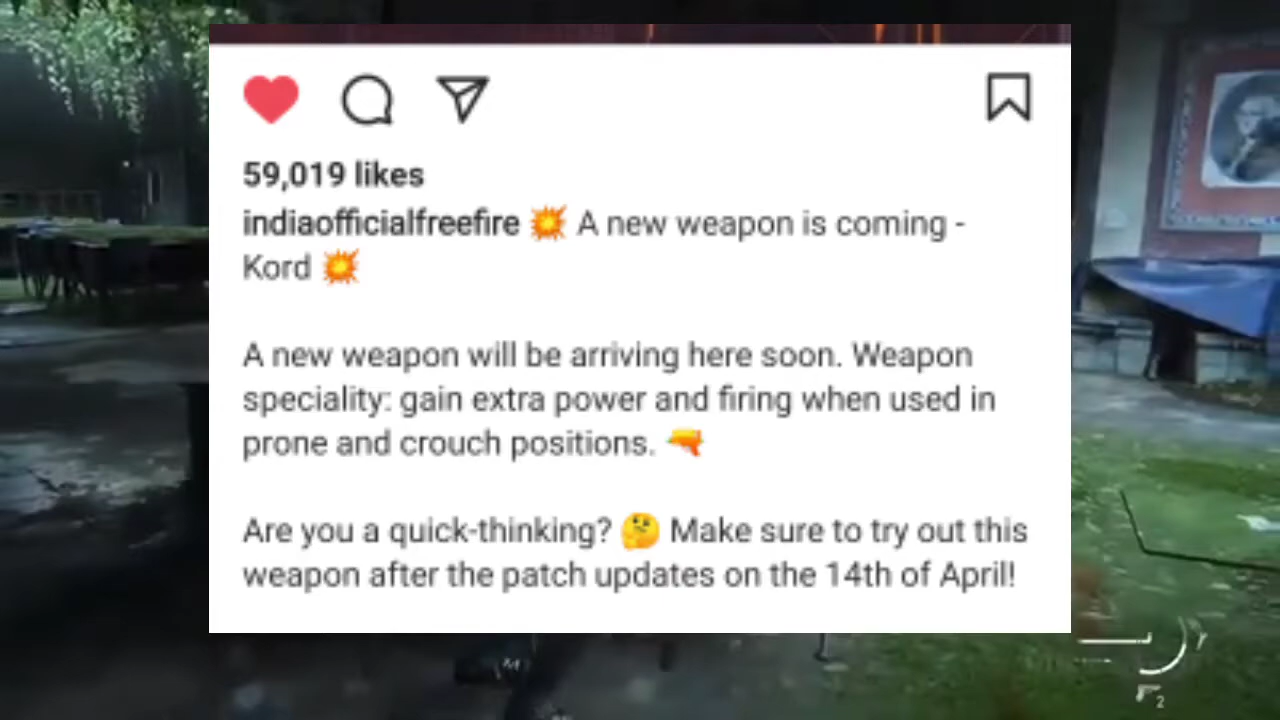 59,019 likes
indiaofficialfreefire 💥 A new weapon is coming -
Kord 💥
A new weapon will be arriving here soon. Weapon
speciality: gain extra power and firing when used in
prone and crouch positions. 🔫
Are you a quick-thinking? 🤔 Make sure to try out this
weapon after the patch updates on the 14th of April!
2